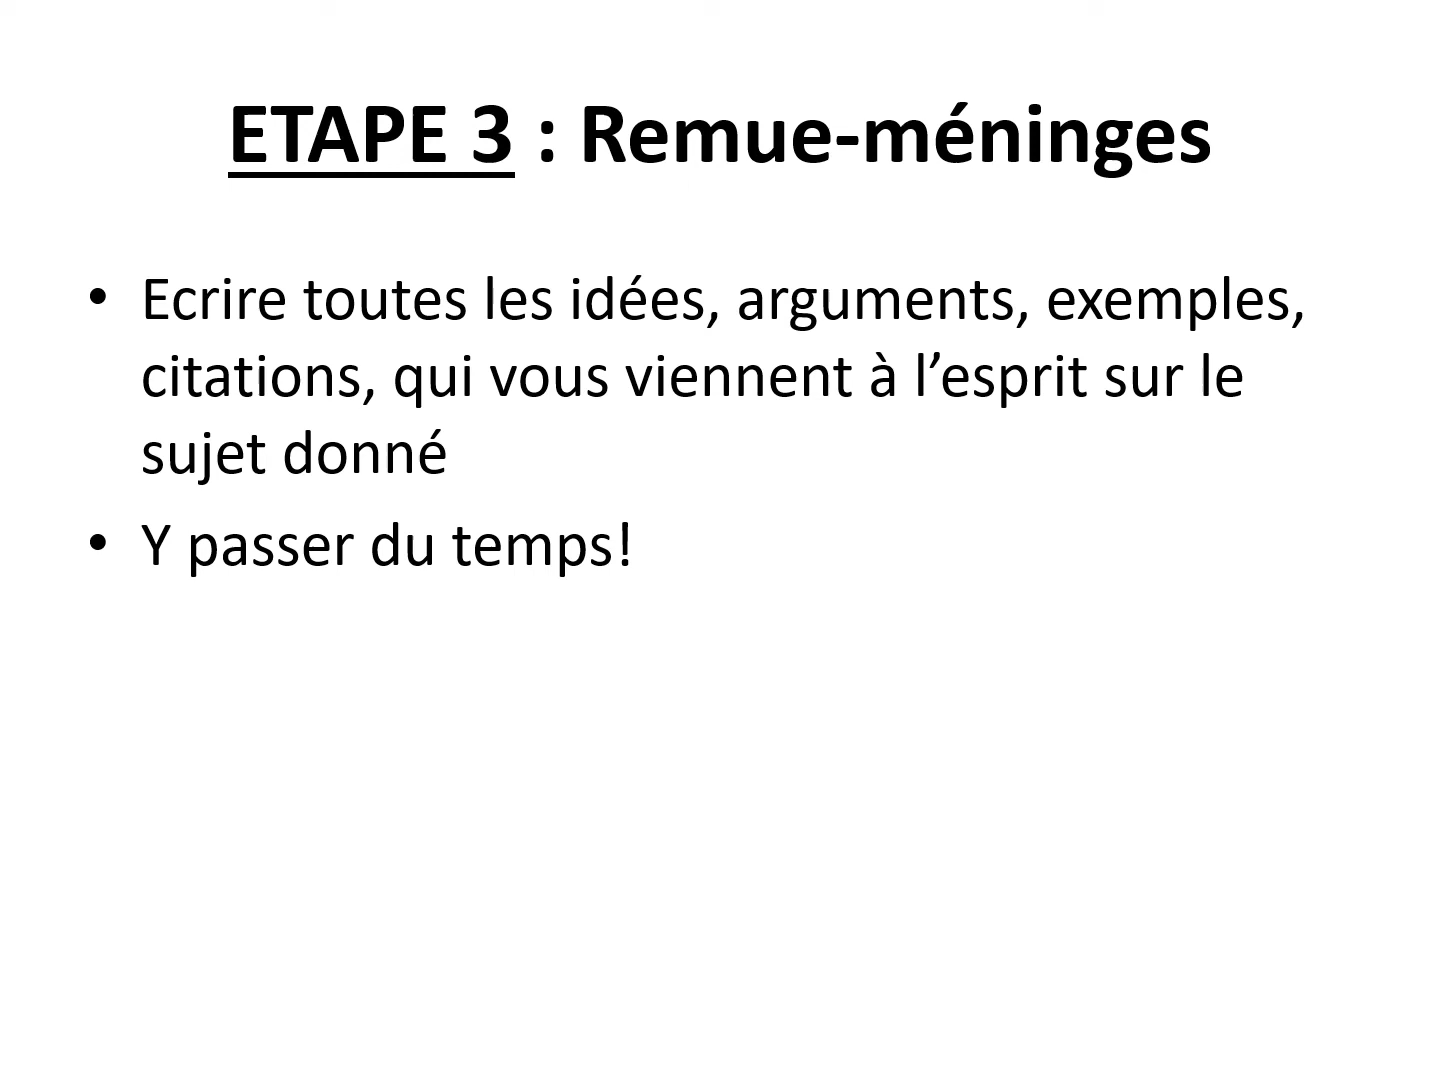 ETAPE 3 : Remue-méninges
• Ecrire toutes les idées, arguments, exemples,
citations, qui vous viennent à l’esprit sur le
sujet donné
• Y passer du temps!